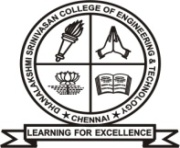 DHANALAKSHMI SRINIVASAN COLLEGE OF ENGINEERING & TECHNOLOGY
CHENNAI
LEARNING FOR EXCELLENCE